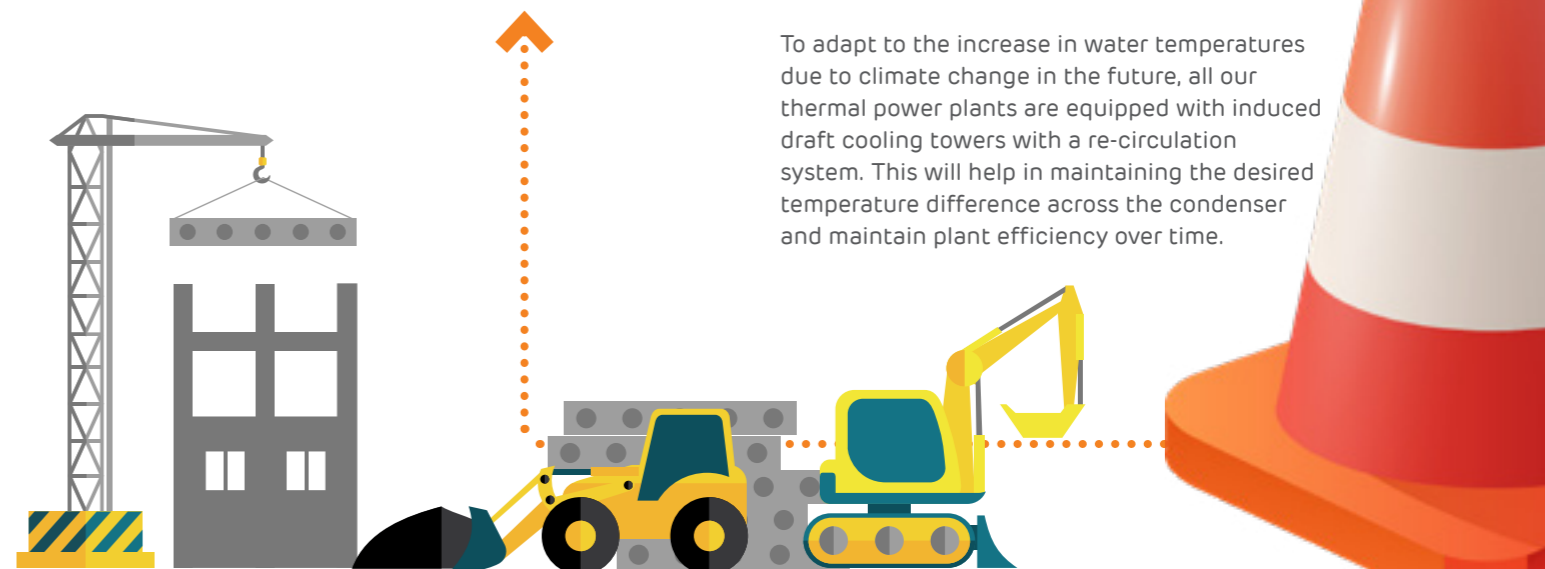 To adapt to the increase in water temperatures
due to climate change in the future, all our
thermal power plants are equipped with induced
draft cooling towers with a re-circulation
system. This will help in maintaining the desired
temperature difference across the condenser
and maintain plant efficiency over time.